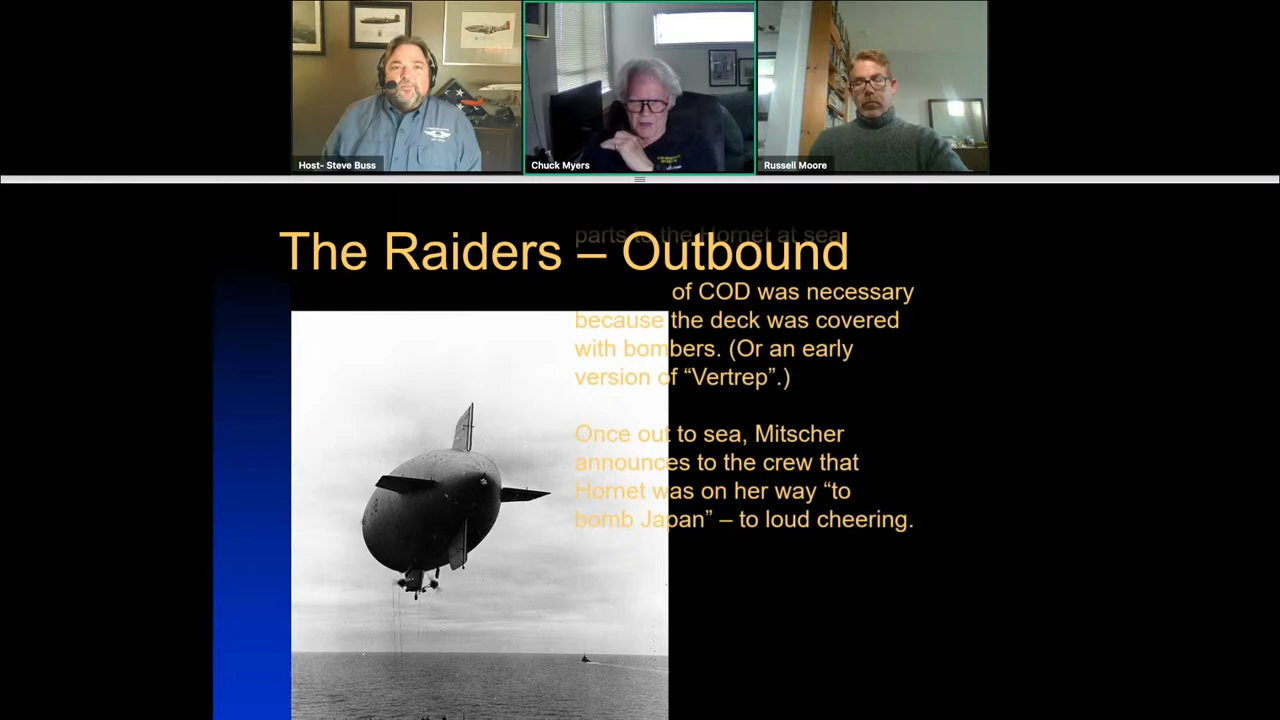 Host- Steve Buss
Chuck Myers
Russell Moore
The Raiders – Outbound
parts to the Hornet at sea
of COD was necessary
because the deck was covered
with bombers. (Or an early
version of “Vertrep”.)
Once out to sea, Mitscher
announces to the crew that
Hornet was on her way “to
bomb Japan” – to loud cheering.